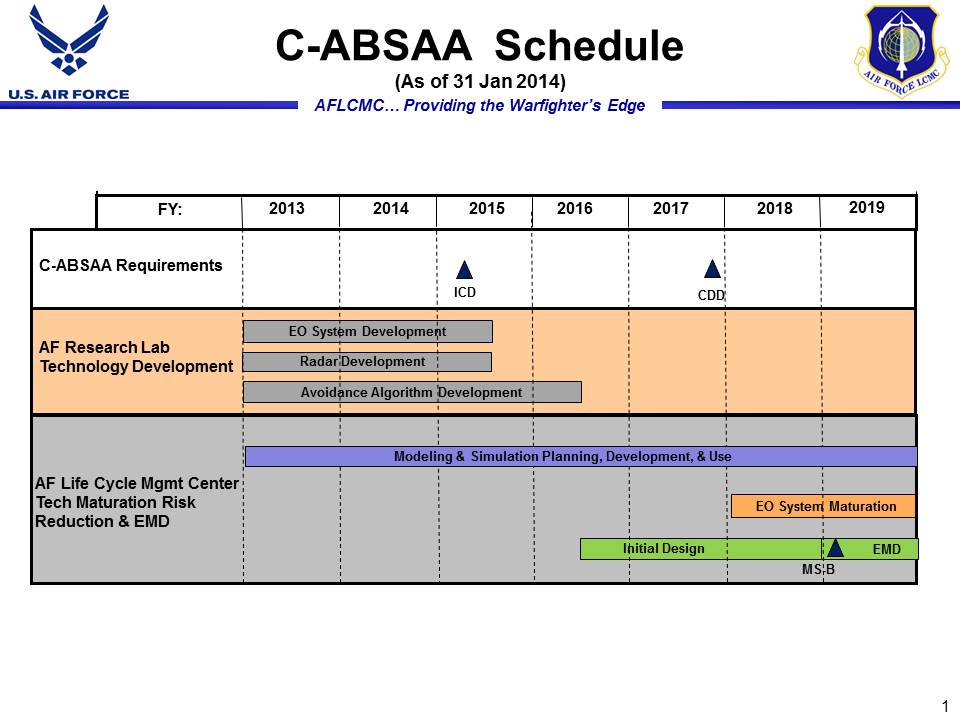 C-ABSAA Schedule
(As of 31 Jan 2014)
U.S. AIR FORCE
AIR FORCE LCMC
AFLCMC… Providing the Warfighter’s Edge
FY: 2013 2014 2015 2016 2017 2018 2019
C-ABSAA Requirements
ICD
CDD
AF Research Lab
Technology Development
EO System Development
Radar Development
Avoidance Algorithm Development
AF Life Cycle Mgmt Center
Tech Maturation Risk
Reduction & EMD
Modeling & Simulation Planning, Development, & Use
EO System Maturation
Initial Design
EMD
MS-B
1